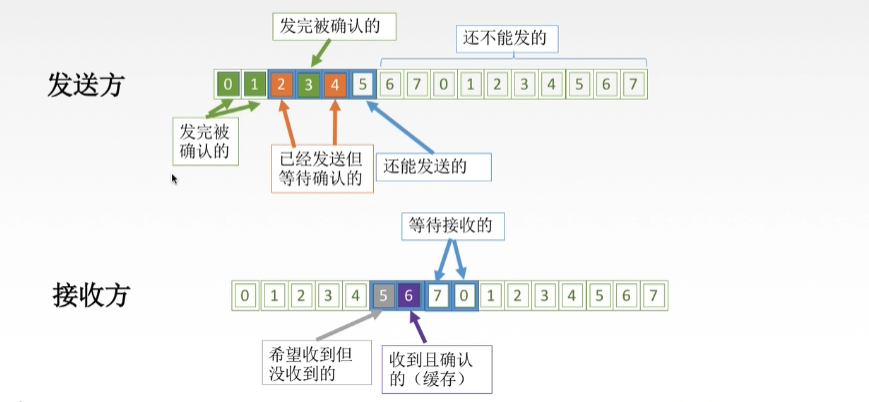 发完被确认的
还不能发的
发送方
0 1 2 3 4 5 6 7 0 1 2 3 4 5 6 7
发完被
确认的
已经发送但
等待确认的
还能发送的
等待接收的
接收方
0 1 2 3 4 5 6 7 0 1 2 3 4 5 6 7
希望收到但
没收到的
收到且确认
的（缓存）